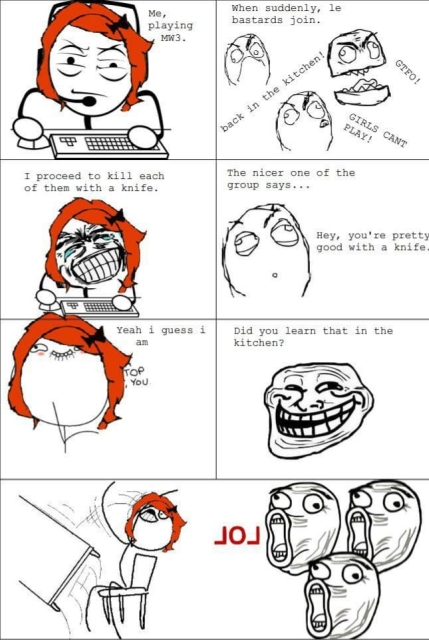 Me,
playing
MW3.
When suddenly, le
bastards join.
back in the kitchen!
GTFO!
GIRLS CANT
PLAY!
I proceed to kill each
of them with a knife.
The nicer one of the
group says...
Hey, you're pretty
good with a knife.
Yeah i guess i
am
TOP
YOU
Did you learn that in the
kitchen?
LOL